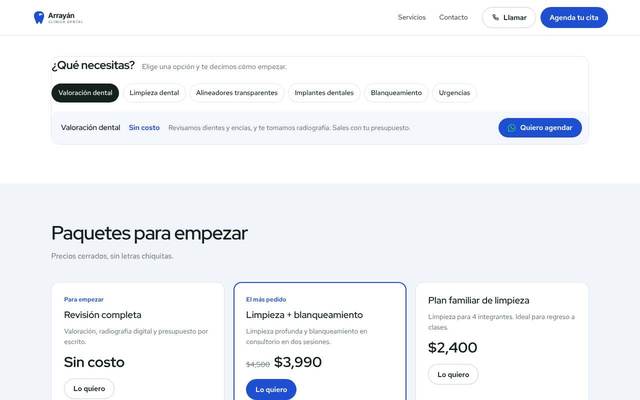 Arrayán
CLÍNICA DENTAL
Servicios
Contacto
Llamar
Agenda tu cita
¿Qué necesitas?
Elige una opción y te decimos cómo empezar.
Valoración dental
Limpieza dental
Alineadores transparentes
Implantes dentales
Blanqueamiento
Urgencias
Valoración dental
Sin costo
Revisamos dientes y encías, y te tomamos radiografía. Sales con tu presupuesto.
Quiero agendar
Paquetes para empezar
Precios cerrados, sin letras chiquitas.
Para empezar
Revisión completa
Valoración, radiografía digital y presupuesto por
escrito.
Sin costo
Lo quiero
El más pedido
Limpieza + blanqueamiento
Limpieza profunda y blanqueamiento en
consultorio en dos sesiones.
$4,500 $3,990
Lo quiero
Plan familiar de limpieza
Limpieza para 4 integrantes. Ideal para regreso a
clases.
$2,400
Lo quiero